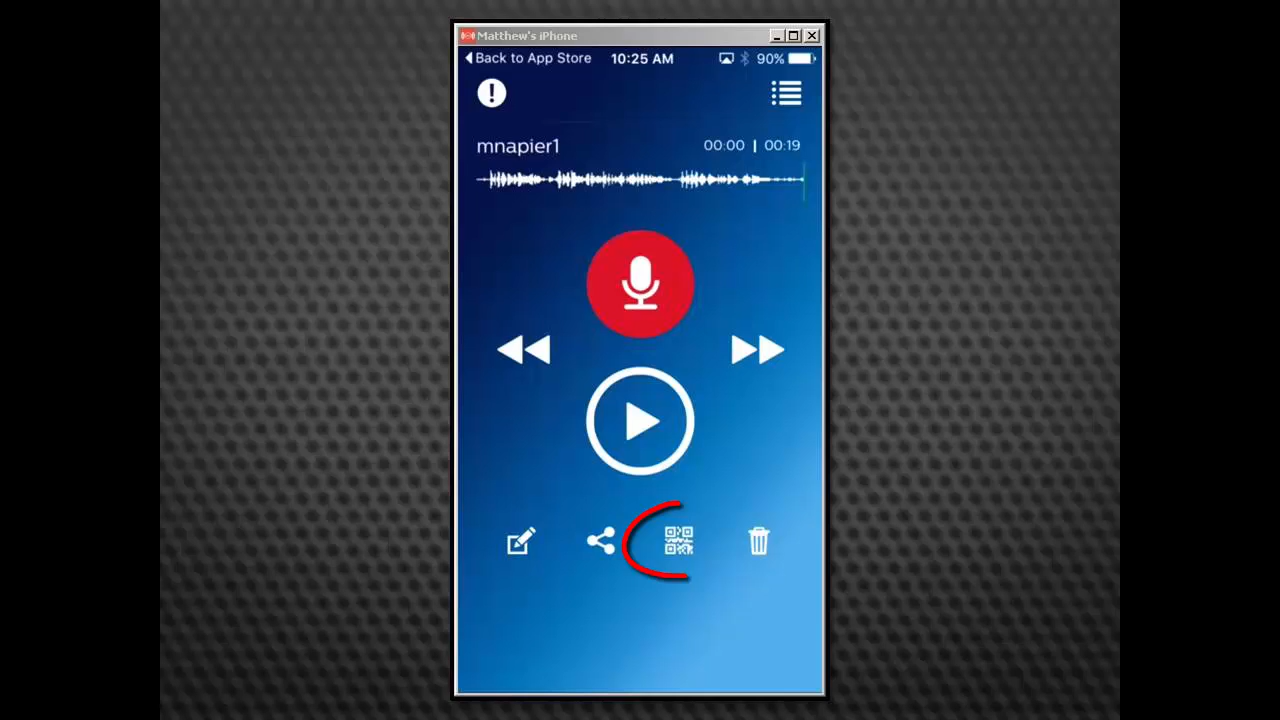 Matthew's iPhone
Back to App Store 10:25 AM 90%
mnapier1 00:00 | 00:19